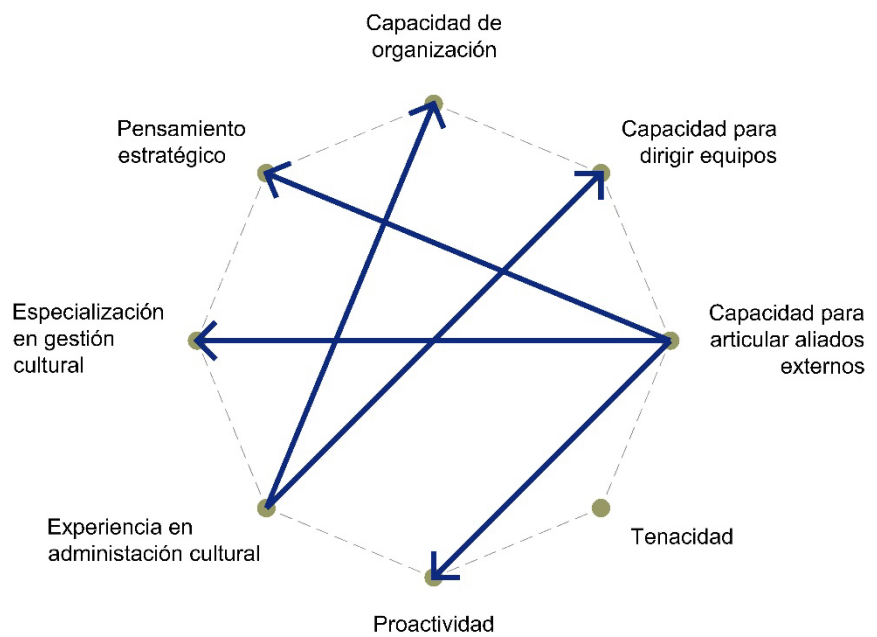 Capacidad de
organización
Pensamiento
estratégico
Capacidad para
dirigir equipos
Especialización
en gestión
cultural
Capacidad para
articular aliados
externos
Experiencia en
administación cultural
Tenacidad
Proactividad